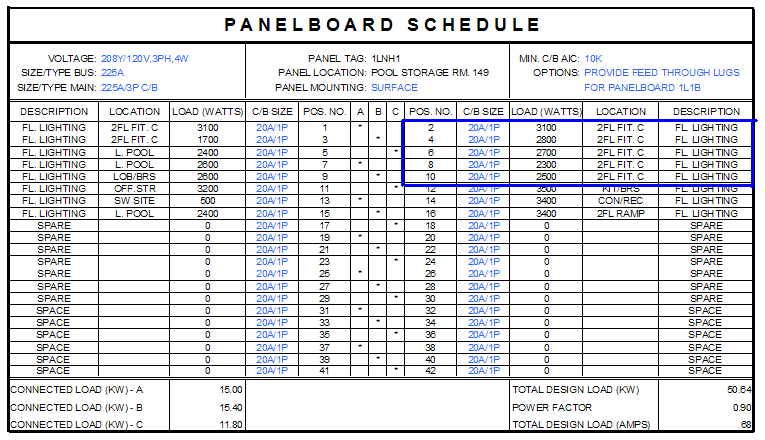 PANELBOARD SCHEDULE
VOLTAGE: 208Y/120V,3PH,4W PANEL TAG: 1LNH1 MIN. C/B AIC: 10K
SIZE/TYPE BUS: 225A PANEL LOCATION: POOL STORAGE RM. 149 OPTIONS: PROVIDE FEED THROUGH LUGS
SIZE/TYPE MAIN: 225A/3P C/B PANEL MOUNTING: SURFACE FOR PANELBOARD 1L1B
DESCRIPTION LOCATION LOAD (WATTS) C/B SIZE POS. NO. A B C POS. NO. C/B SIZE LOAD (WATTS) LOCATION DESCRIPTION
FL. LIGHTING 2FL FIT. C 3100 20A/1P 1 * 2 20A/1P 3100 2FL FIT. C FL. LIGHTING
FL. LIGHTING 2FL FIT. C 1700 20A/1P 3 * 4 20A/1P 2800 2FL FIT. C FL. LIGHTING
FL. LIGHTING L. POOL 2400 20A/1P 5 * 6 20A/1P 2700 2FL FIT. C FL. LIGHTING
FL. LIGHTING L. POOL 2600 20A/1P 7 * 8 20A/1P 2300 2FL FIT. C FL. LIGHTING
FL. LIGHTING LOB/BRS 2600 20A/1P 9 * 10 20A/1P 2500 2FL FIT. C FL. LIGHTING
FL. LIGHTING OFF.STR 3200 20A/1P 11 * 12 20A/1P 3500 KIT/BRS FL. LIGHTING
FL. LIGHTING SW SITE 500 20A/1P 13 * 14 20A/1P 3400 CON/REC FL. LIGHTING
FL. LIGHTING L. POOL 2400 20A/1P 15 * 16 20A/1P 3400 2FL RAMP FL. LIGHTING
SPARE 0 20A/1P 17 * 18 20A/1P 0 SPARE
SPARE 0 20A/1P 19 * 20 20A/1P 0 SPARE
SPARE 0 20A/1P 21 * 22 20A/1P 0 SPARE
SPARE 0 20A/1P 23 * 24 20A/1P 0 SPARE
SPARE 0 20A/1P 25 * 26 20A/1P 0 SPARE
SPARE 0 20A/1P 27 * 28 20A/1P 0 SPARE
SPARE 0 20A/1P 29 * 30 20A/1P 0 SPARE
SPACE 0 20A/1P 31 * 32 20A/1P 0 SPACE
SPACE 0 20A/1P 33 * 34 20A/1P 0 SPACE
SPACE 0 20A/1P 35 * 36 20A/1P 0 SPACE
SPACE 0 20A/1P 37 * 38 20A/1P 0 SPACE
SPACE 0 20A/1P 39 * 40 20A/1P 0 SPACE
SPACE 0 20A/1P 41 * 42 20A/1P 0 SPACE
CONNECTED LOAD (KW) - A 15.00 TOTAL DESIGN LOAD (KW) 50.64
CONNECTED LOAD (KW) - B 15.40 POWER FACTOR 0.90
CONNECTED LOAD (KW) - C 11.80 TOTAL DESIGN LOAD (AMPS) 68